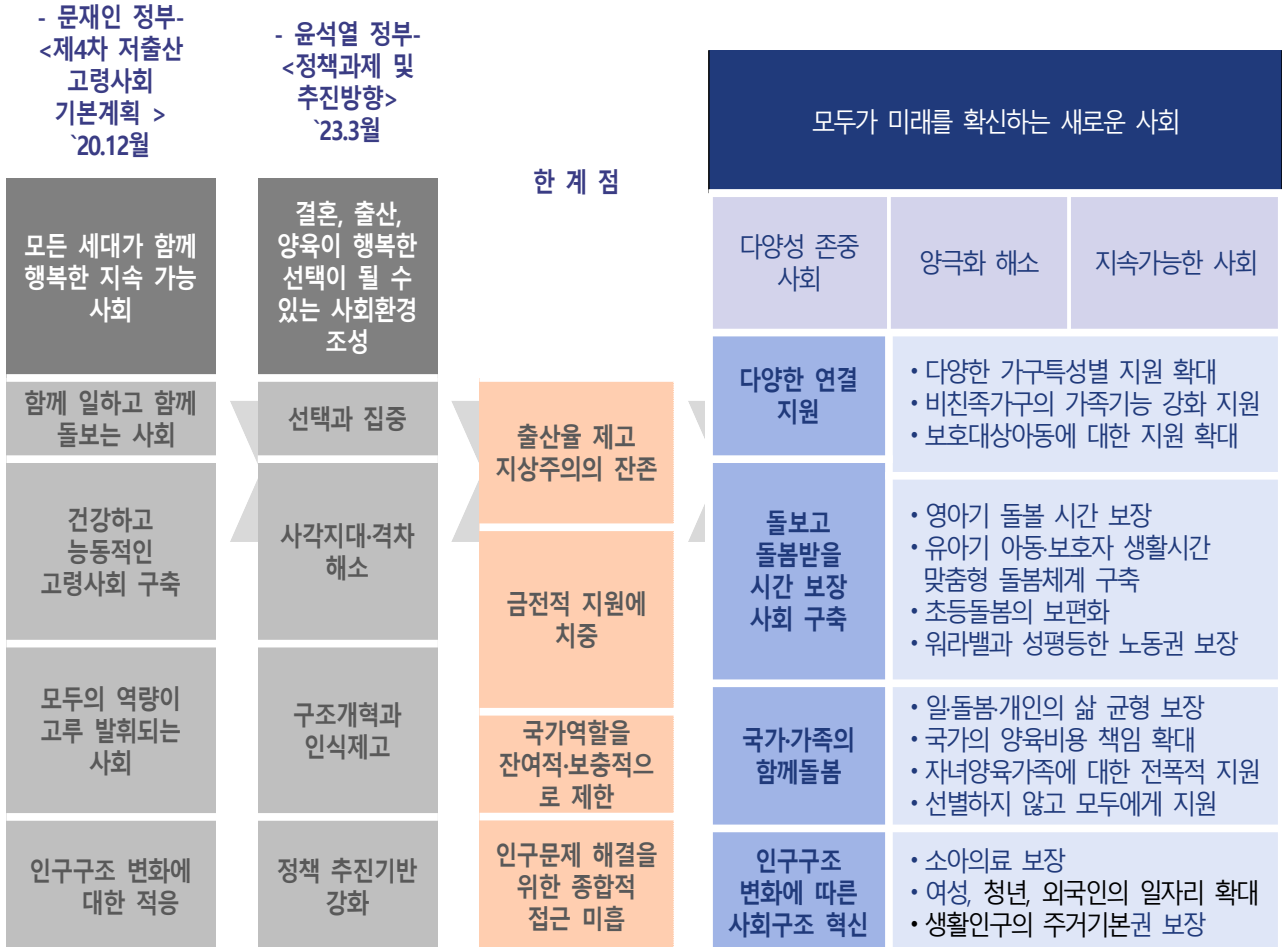 - 문재인 정부-
<제4차 저출산
고령사회
기본계획 >
`20.12월
모든 세대가 함께
행복한 지속 가능
사회
함께 일하고 함께
돌보는 사회
건강하고
능동적인
고령사회 구축
모두의 역량이
고루 발휘되는
사회
인구구조 변화에
대한 적응
- 윤석열 정부-
<정책과제 및
추진방향>
`23.3월
결혼, 출산,
양육이 행복한
선택이 될 수
있는 사회환경
조성
선택과 집중
사각지대·격차
해소
구조개혁과
인식제고
정책 추진기반
강화
한 계 점
출산율 제고
지상주의의 잔존
금전적 지원에
치중
국가역할을
잔여적·보충적으
로 제한
인구문제 해결을
위한 종합적
접근 미흡
모두가 미래를 확신하는 새로운 사회
다양성 존중
사회
양극화 해소
지속가능한 사회
다양한 연결
지원
• 다양한 가구특성별 지원 확대
• 비친족가구의 가족기능 강화 지원
• 보호대상아동에 대한 지원 확대
돌보고
돌봄받을
시간 보장
사회 구축
• 영아기 돌볼 시간 보장
• 유아기 아동·보호자 생활시간
맞춤형 돌봄체계 구축
• 초등돌봄의 보편화
• 워라밸과 성평등한 노동권 보장
국가·가족의
함께돌봄
• 일·돌봄·개인의 삶 균형 보장
• 국가의 양육비용 책임 확대
• 자녀양육가족에 대한 전폭적 지원
• 선별하지 않고 모두에게 지원
인구구조
변화에 따른
사회구조 혁신
• 소아의료 보장
• 여성, 청년, 외국인의 일자리 확대
• 생활인구의 주거기본권 보장